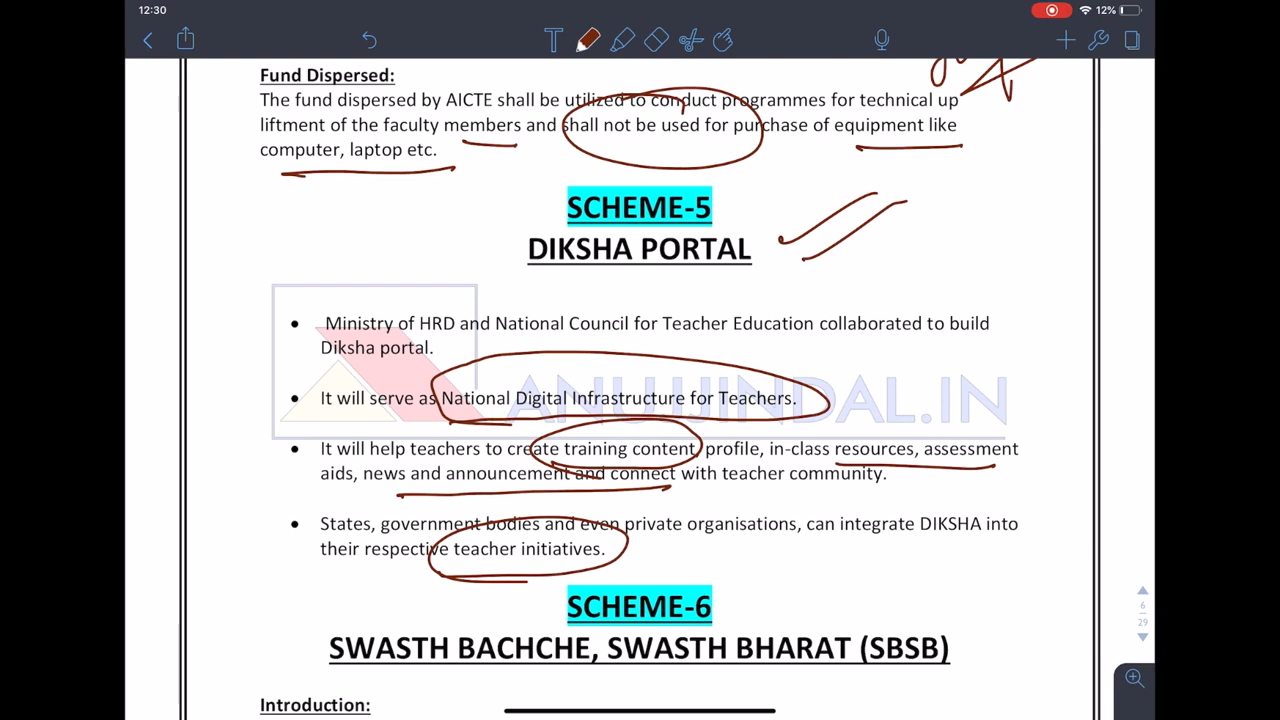 12:30
12%
T
Fund Dispersed:
The fund dispersed by AICTE shall be utilized to conduct programmes for technical up
liftment of the faculty members and shall not be used for purchase of equipment like
computer, laptop etc.
SCHEME-5
DIKSHA PORTAL
• Ministry of HRD and National Council for Teacher Education collaborated to build
Diksha portal.
• It will serve as National Digital Infrastructure for Teachers.
ANUJJINDAL.IN
• It will help teachers to create training content, profile, in-class resources, assessment
aids, news and announcement and connect with teacher community.
• States, government bodies and even private organisations, can integrate DIKSHA into
their respective teacher initiatives.
SCHEME-6
SWASTH BACHCHE, SWASTH BHARAT (SBSB)
6
29
Introduction: